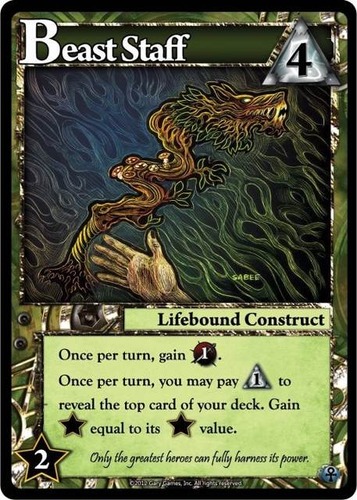 Beast Staff
4
SABEE
Lifebound Construct
Once per turn, gain 1.
Once per turn, you may pay 1 to
reveal the top card of your deck. Gain
equal to its value.
2
Only the greatest heroes can fully harness its power.
©2012 Gary Games, Inc. All rights reserved.